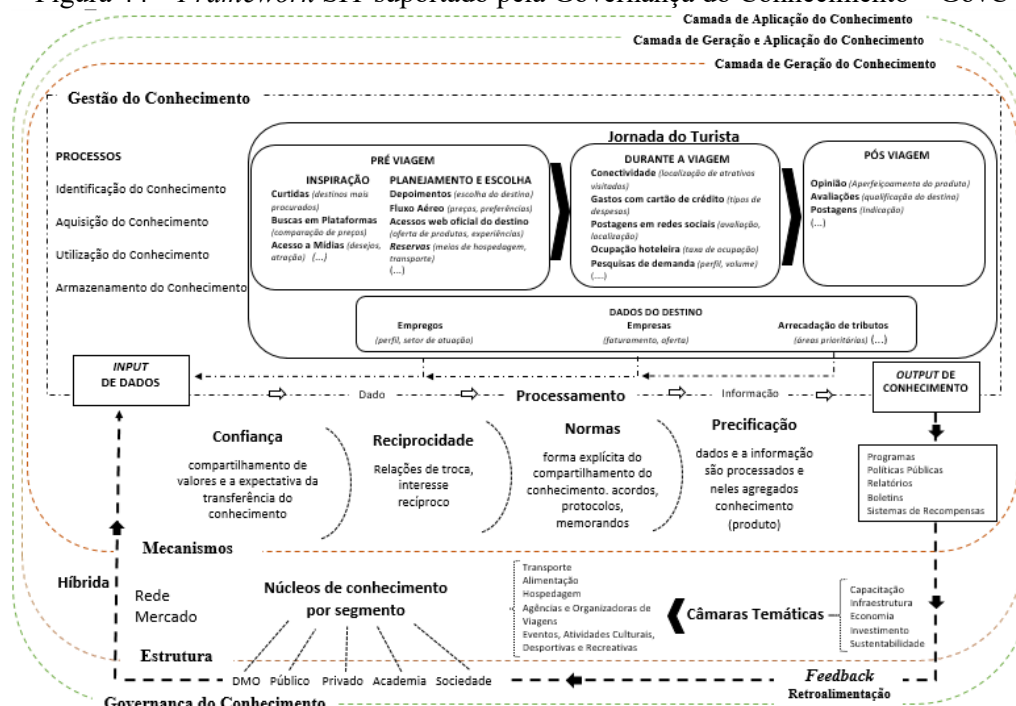 Figura 44 - Framework SIT suportado pela Governança do Conhecimento - GovC
Camada de Aplicação do Conhecimento
Camada de Geração e Aplicação do Conhecimento
Camada de Geração do Conhecimento
Gestão do Conhecimento
PROCESSOS
Identificação do Conhecimento
Aquisição do Conhecimento
Utilização do Conhecimento
Armazenamento do Conhecimento
Jornada do Turista
PRÉ VIAGEM
INSPIRAÇÃO
Curtidas (destinos mais
procurados)
Buscas em Plataformas
(comparação de preços)
Acesso a Mídias (desejos,
atração) (...)
PLANEJAMENTO E ESCOLHA
Depoimentos (escolha do destino)
Fluxo Aéreo (preços, preferências)
Acessos web oficial do destino
(oferta de produtos, experiências)
Reservas (meios de hospedagem,
transporte)
(...)
DURANTE A VIAGEM
Conectividade (localização de atrativos
visitados)
Gastos com cartão de crédito (tipos de
despesas)
Postagens em redes sociais (avaliação,
localização)
Ocupação hoteleira (taxa de ocupação)
Pesquisas de demanda (perfil, volume)
(....)
PÓS VIAGEM
Opinião (Aperfeiçoamento do produto)
Avaliações (qualificação do destino)
Postagens (indicação)
(...)
DADOS DO DESTINO
Empregos
(perfil, setor de atuação)
Empresas
(faturamento, oferta)
Arrecadação de tributos
(áreas prioritárias) (...)
INPUT
DE DADOS
Dado
Processamento
Informação
OUTPUT DE
CONHECIMENTO
Confiança
compartilhamento de
valores e a expectativa da
transferência do
conhecimento
Reciprocidade
Relações de troca,
interesse
recíproco
Normas
forma explícita do
compartilhamento do
conhecimento. acordos,
protocolos,
memorandos
Precificação
dados e a informação
são processados e
neles agregados
conhecimento
(produto)
Programas
Políticas Públicas
Relatórios
Boletins
Sistemas de Recompensas
Mecanismos
Híbrida
Rede
Mercado
Núcleos de conhecimento
por segmento
Transporte
Alimentação
Hospedagem
Agências e Organizadoras de
Viagens
Eventos, Atividades Culturais,
Desportivas e Recreativas
Câmaras Temáticas
Capacitação
Infraestrutura
Economia
Investimento
Sustentabilidade
Estrutura
DMO Público Privado Academia Sociedade
Feedback
Retroalimentação
Governança do Conhecimento